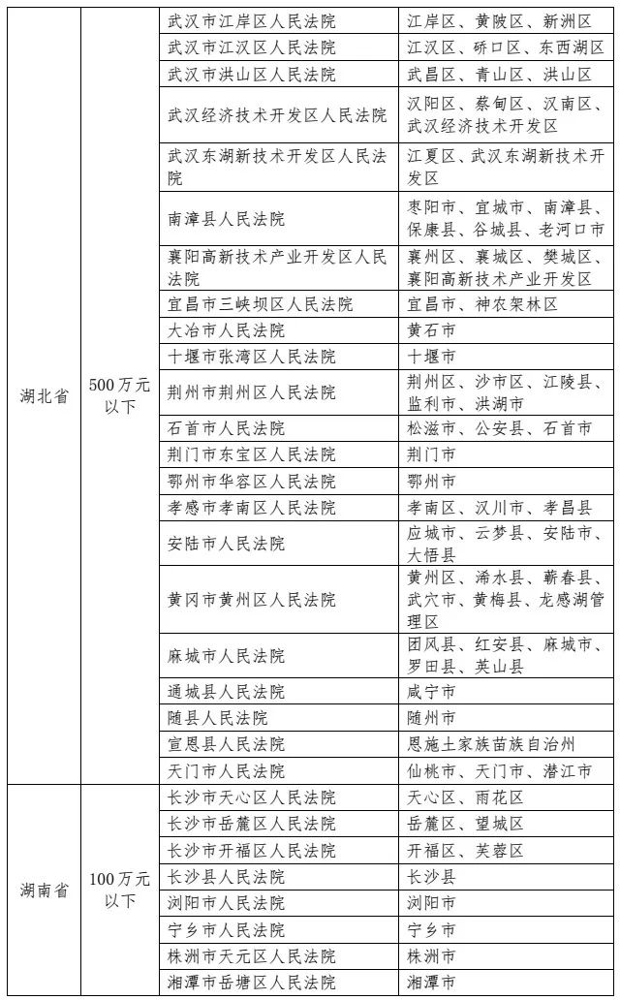 武汉市江岸区人民法院 江岸区、黄陂区、新洲区
武汉市江汉区人民法院 江汉区、硚口区、东西湖区
武汉市洪山区人民法院 武昌区、青山区、洪山区
武汉经济技术开发区人民法院 汉阳区、蔡甸区、汉南区、
武汉经济技术开发区
武汉东湖新技术开发区人民法
院
江夏区、武汉东湖新技术开
发区
南漳县人民法院 枣阳市、宜城市、南漳县、
保康县、谷城县、老河口市
襄阳高新技术产业开发区人民
法院
襄州区、襄城区、樊城区、
襄阳高新技术产业开发区
宜昌市三峡坝区人民法院 宜昌市、神农架林区
大冶市人民法院 黄石市
十堰市张湾区人民法院 十堰市
湖北省
500万元
以下
荆州市荆州区人民法院 荆州区、沙市区、江陵县、
监利市、洪湖市
石首市人民法院 松滋市、公安县、石首市
荆门市东宝区人民法院 荆门市
鄂州市华容区人民法院 鄂州市
孝感市孝南区人民法院 孝南区、汉川市、孝昌县
安陆市人民法院 应城市、云梦县、安陆市、
大悟县
黄冈市黄州区人民法院 黄州区、浠水县、蕲春县、
武穴市、黄梅县、龙感湖管
理区
麻城市人民法院 团风县、红安县、麻城市、
罗田县、英山县
通城县人民法院 咸宁市
随县人民法院 随州市
宣恩县人民法院 恩施土家族苗族自治州
天门市人民法院 仙桃市、天门市、潜江市
湖南省
100万元
以下
长沙市天心区人民法院 天心区、雨花区
长沙市岳麓区人民法院 岳麓区、望城区
长沙市开福区人民法院 开福区、芙蓉区
长沙县人民法院 长沙县
浏阳市人民法院 浏阳市
宁乡市人民法院 宁乡市
株洲市天元区人民法院 株洲市
湘潭市岳塘区人民法院 湘潭市